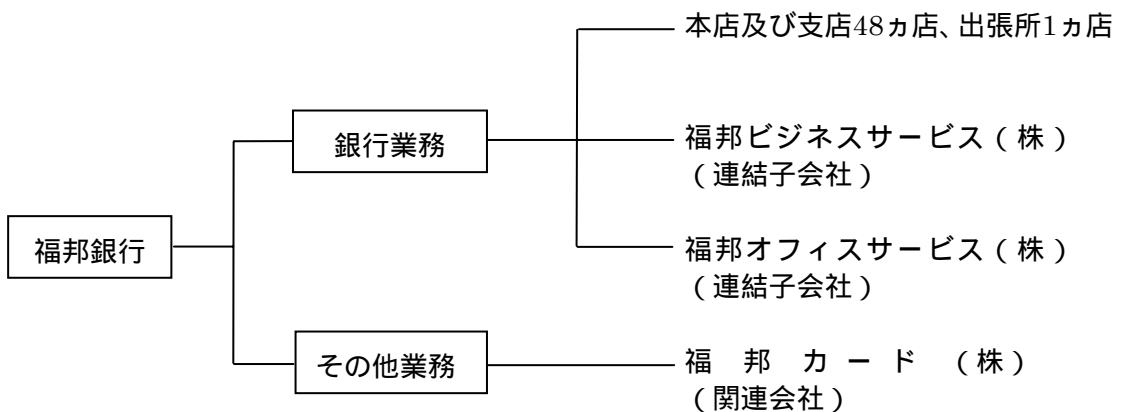 本店及び支店48ヵ店、出張所1ヵ店
銀行業務
福邦ビジネスサービス（株）
（連結子会社）
福邦銀行
福邦オフィスサービス（株）
（連結子会社）
その他業務
福邦カード（株）
（関連会社）